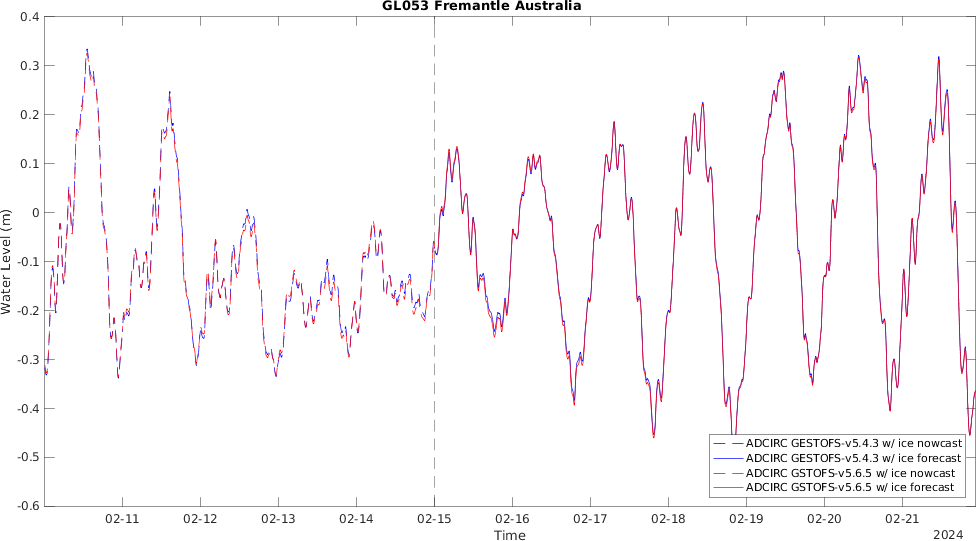 GL053 Fremantle Australia
0.4
0.3
0.2
0.1
0
-0.1
-0.2
-0.3
-0.4
-0.5
-0.6
Water Level (m)
ADCIRC GESTOFS-v5.4.3 w/ ice nowcast
ADCIRC GESTOFS-v5.4.3 w/ ice forecast
ADCIRC GSTOFS-v5.6.5 w/ ice nowcast
ADCIRC GSTOFS-v5.6.5 w/ ice forecast
02-11 02-12 02-13 02-14 02-15 02-16 02-17 02-18 02-19 02-20 02-21
Time
2024